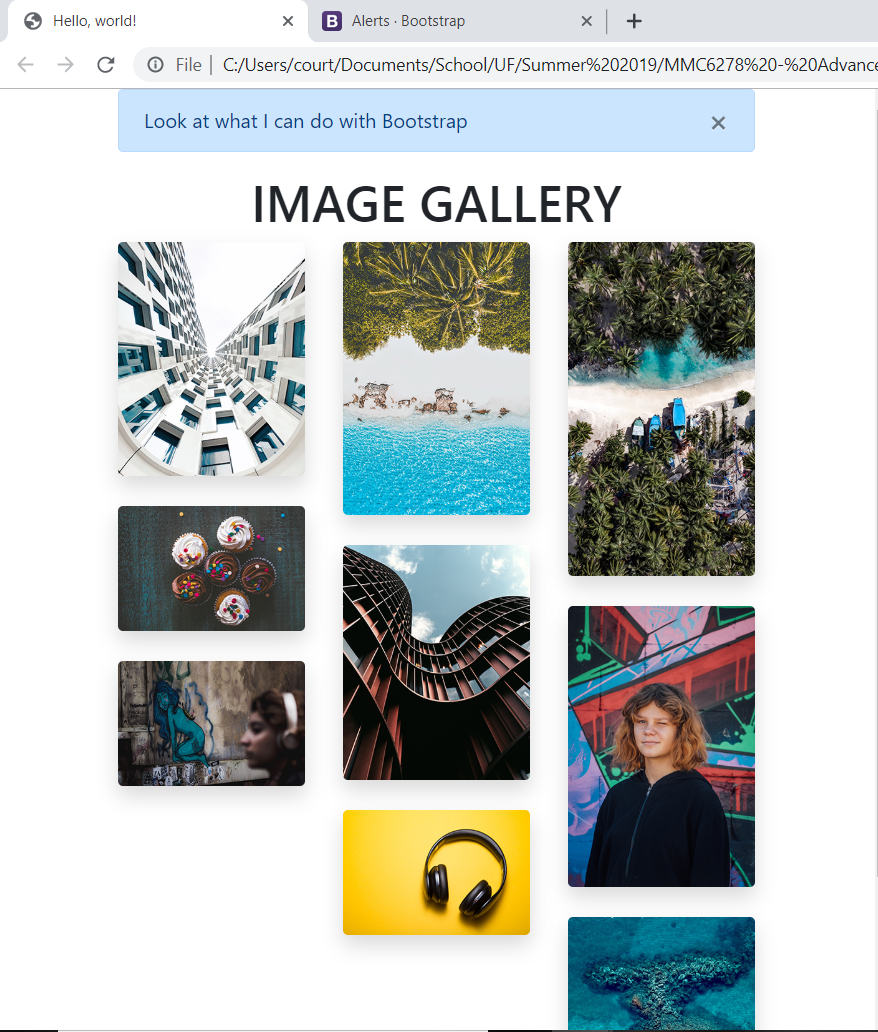 Hello, world!
B Alerts · Bootstrap
File | C:/Users/court/Documents/School/UF/Summer%202019/MMC6278%20-%20Advance
Look at what I can do with Bootstrap
IMAGE GALLERY